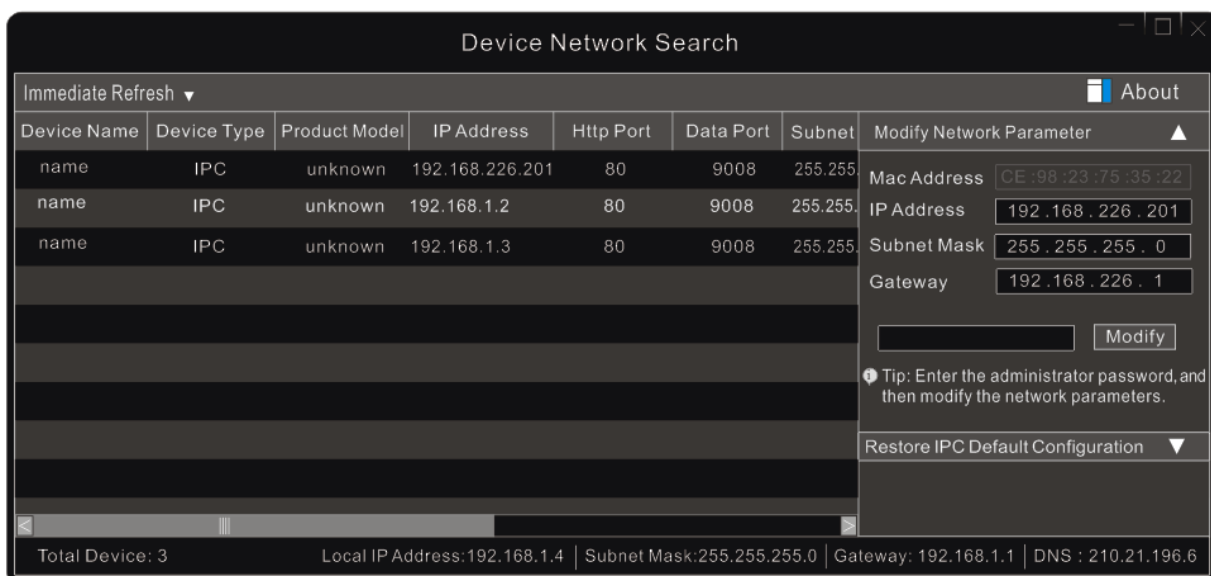 Device Network Search
Immediate Refresh
About
Device Name Device Type Product Model IP Address Http Port Data Port Subnet
name IPC unknown 192.168.226.201 80 9008 255.255.
name IPC unknown 192.168.1.2 80 9008 255.255.
name IPC unknown 192.168.1.3 80 9008 255.255.
Modify Network Parameter
Mac Address CE :98 :23 :75 :35 :22
IP Address 192 .168 .226 . 201
Subnet Mask 255 . 255 . 255 . 0
Gateway 192 .168 . 226 . 1
Modify
Tip: Enter the administrator password, and
then modify the network parameters.
Restore IPC Default Configuration
Total Device: 3 Local IP Address:192.168.1.4 Subnet Mask:255.255.255.0 Gateway: 192.168.1.1 DNS : 210.21.196.6